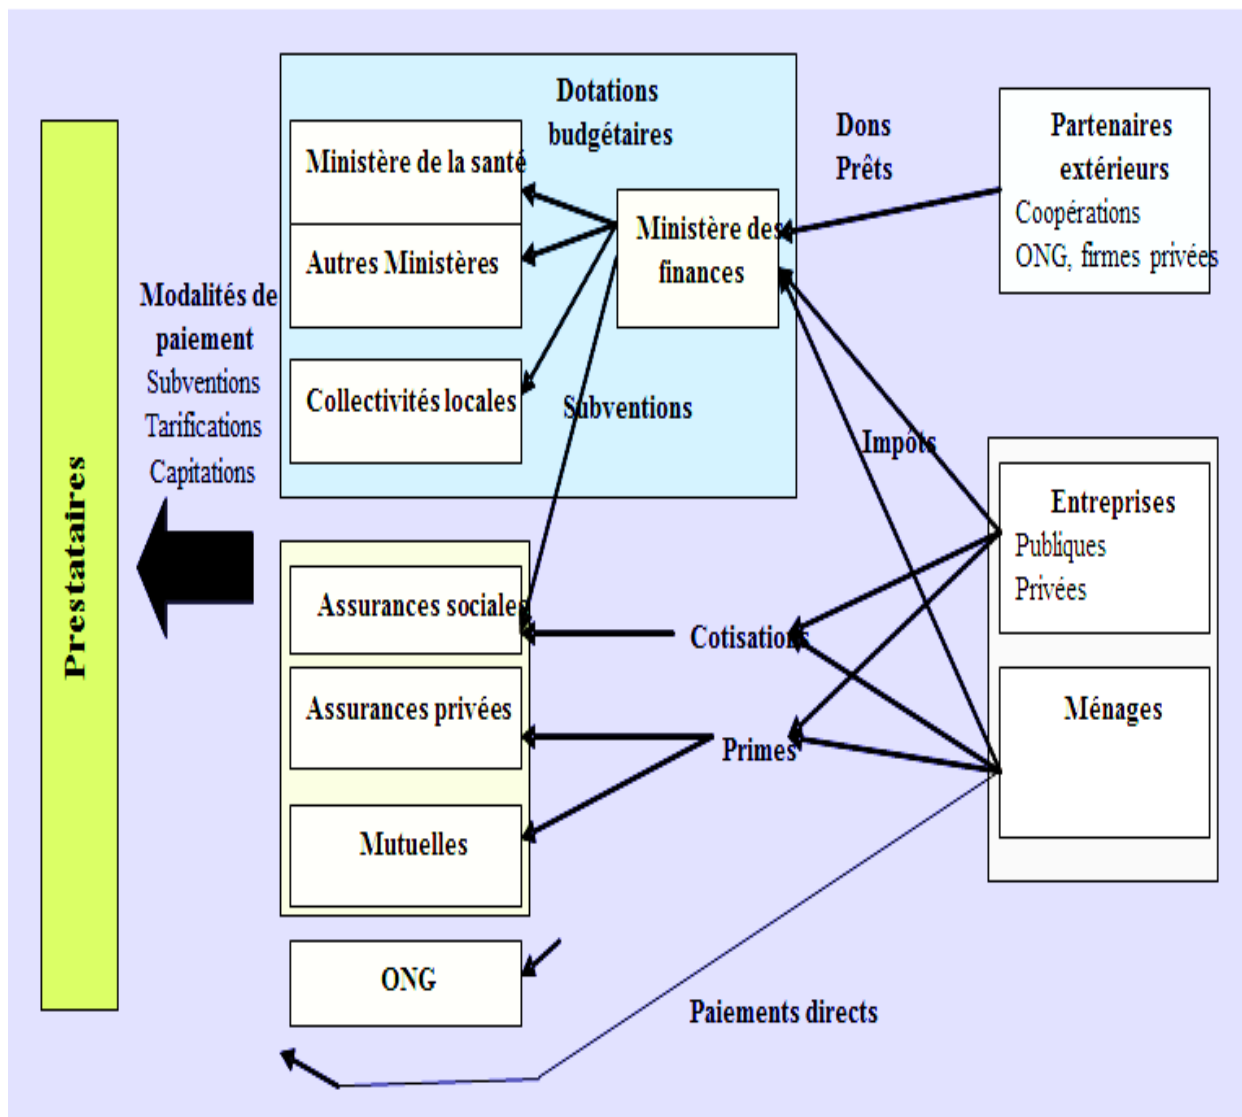 Dotations
budgétaires
Dons
Prêts
Partenaires
extérieurs
Coopérations
ONG, firmes privées
Ministère de la santé
Autres Ministères
Ministère des
finances
Modalités de
paiement
Subventions
Tarifications
Capitations
Collectivités locales
Subventions
Impôts
Entreprises
Publiques
Privées
Prestataires
Assurances sociales
Cotisations
Assurances privées
Primes
Ménages
Mutuelles
ONG
Paiements directs